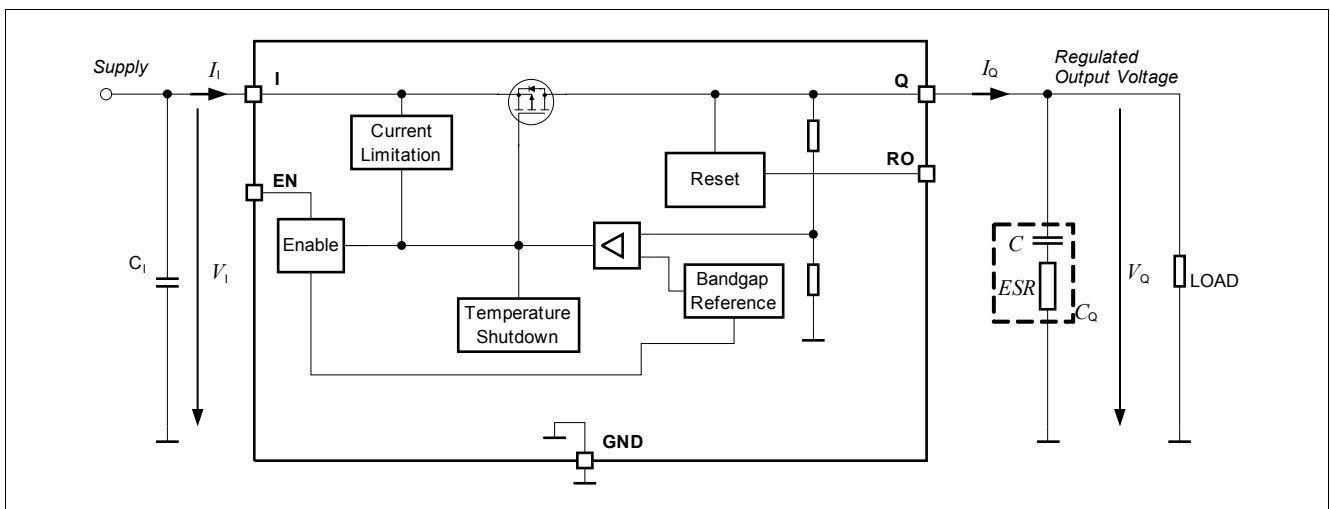 Supply
I_I
I
Q
I_Q
Regulated
Output Voltage
Current
Limitation
Reset
RO
EN
Enable
C_I
V_I
Bandgap
Reference
Temperature
Shutdown
C
ESR
C_Q
V_Q
LOAD
GND